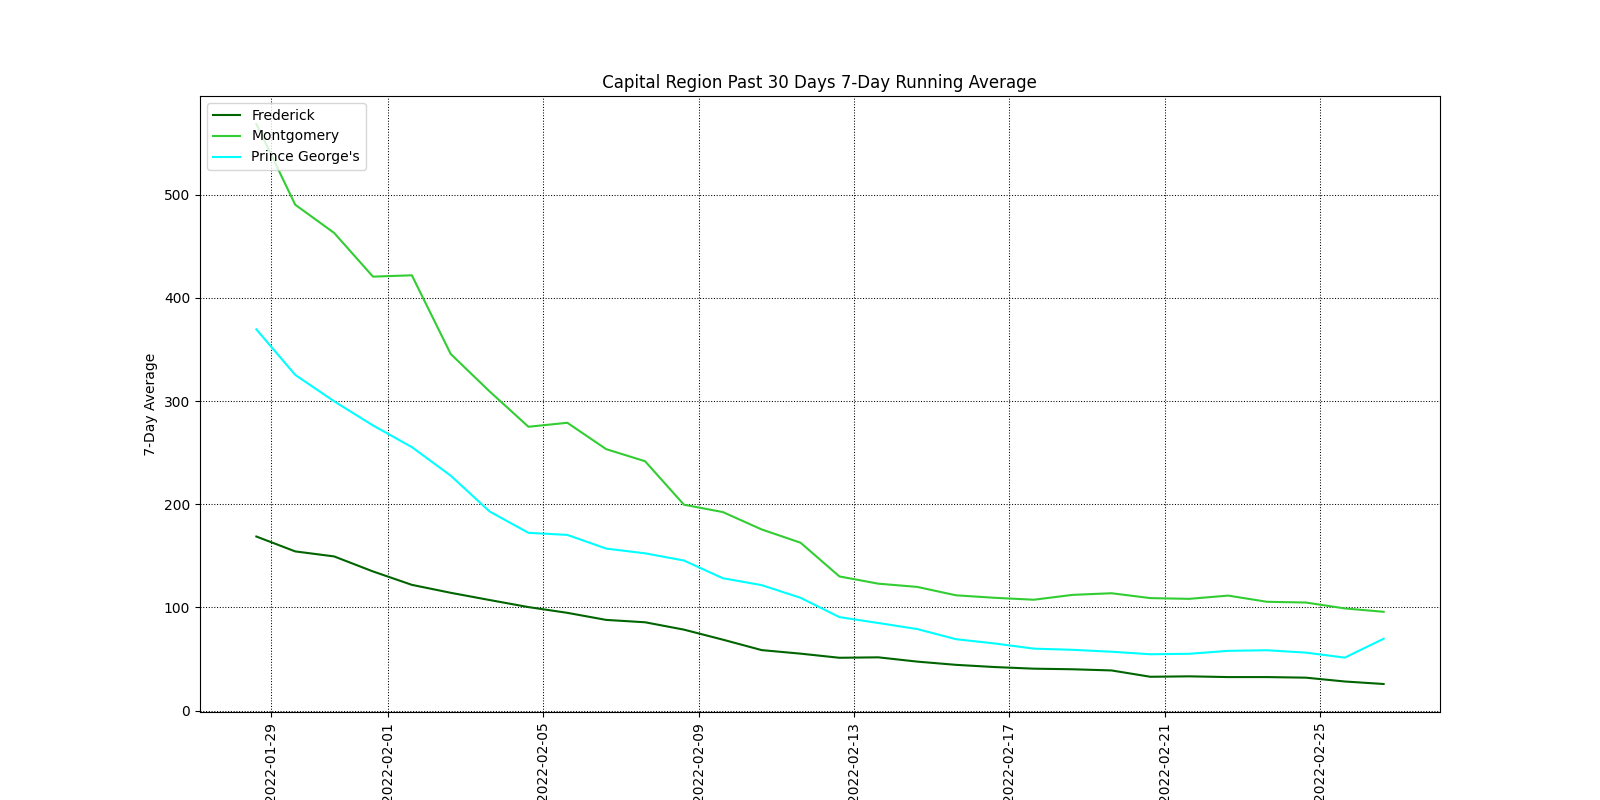 Capital Region Past 30 Days 7-Day Running Average
Frederick
Montgomery
Prince George's
7-Day Average
500
400
300
200
100
0
2022-01-29
2022-02-01
2022-02-05
2022-02-09
2022-02-13
2022-02-17
2022-02-21
2022-02-25